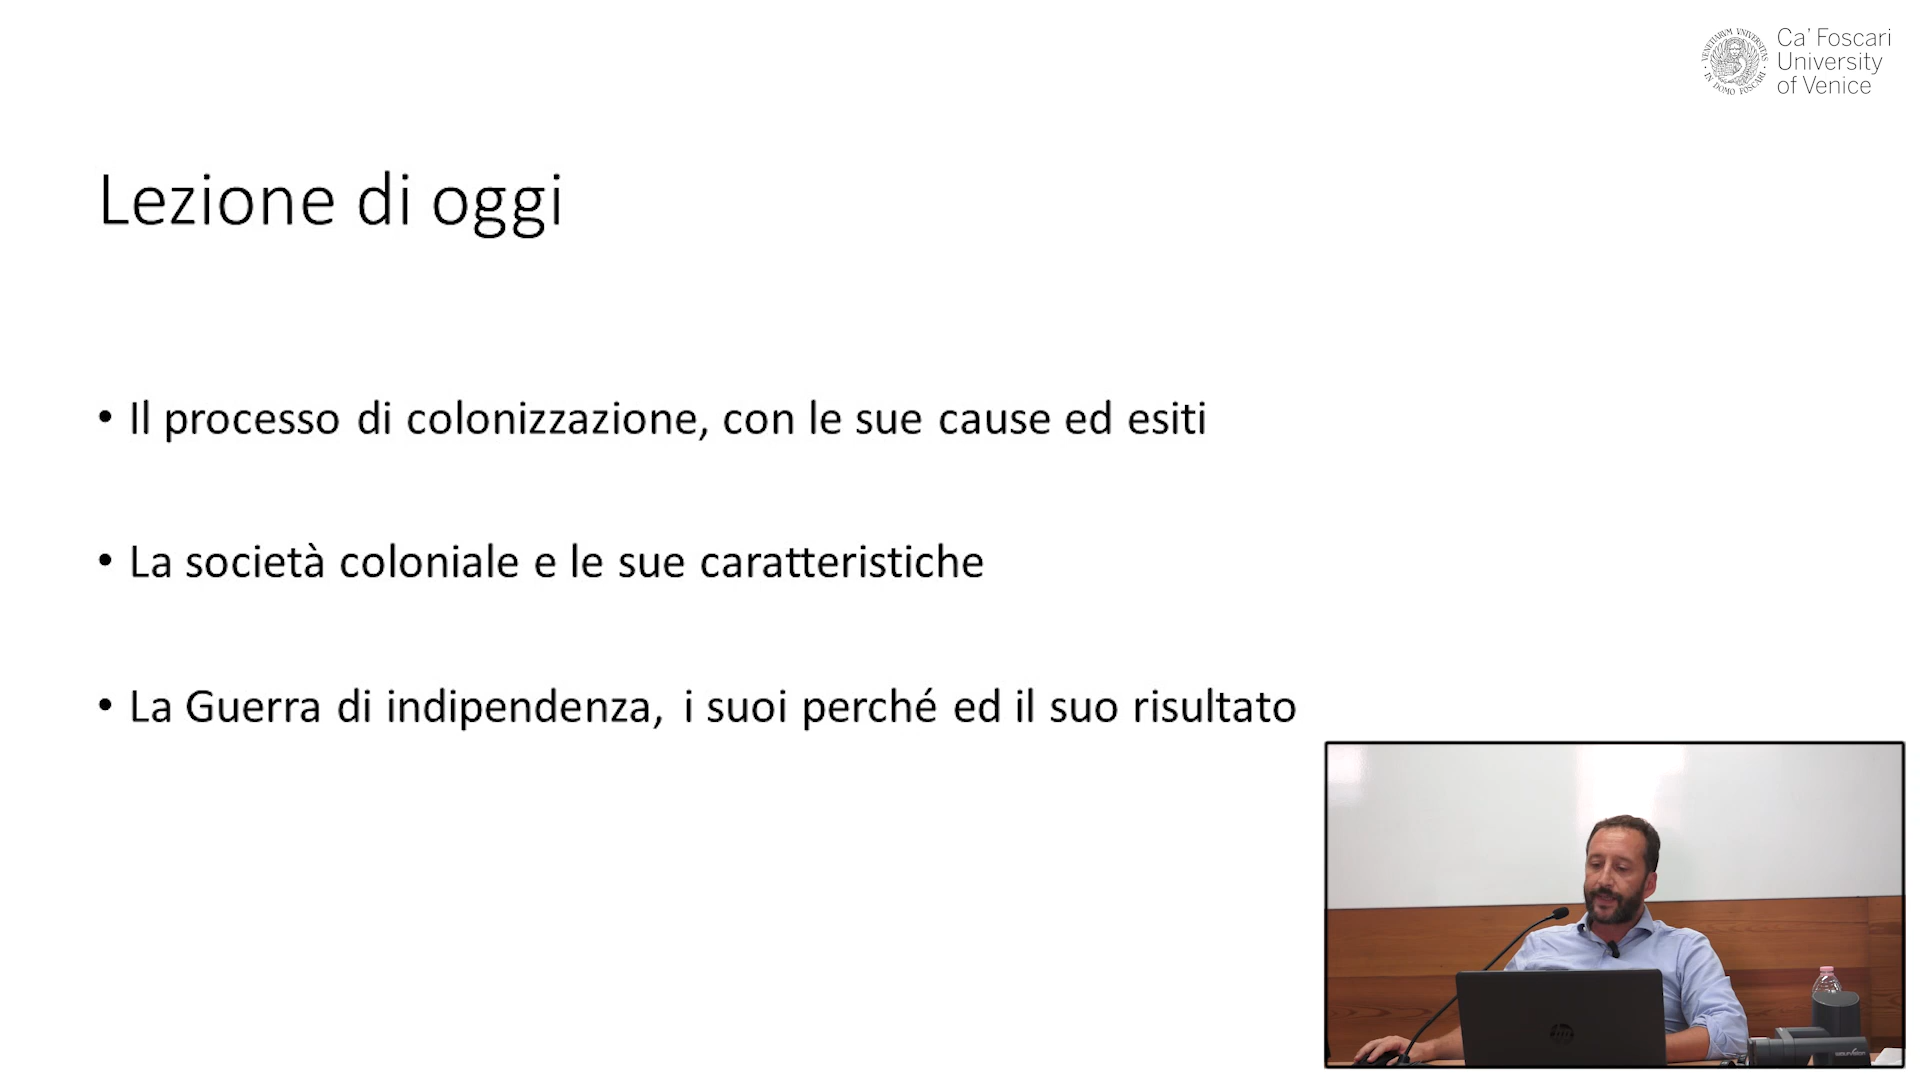 Ca' Foscari
University
of Venice
Lezione di oggi
• Il processo di colonizzazione, con le sue cause ed esiti
• La società coloniale e le sue caratteristiche
• La Guerra di indipendenza, i suoi perché ed il suo risultato